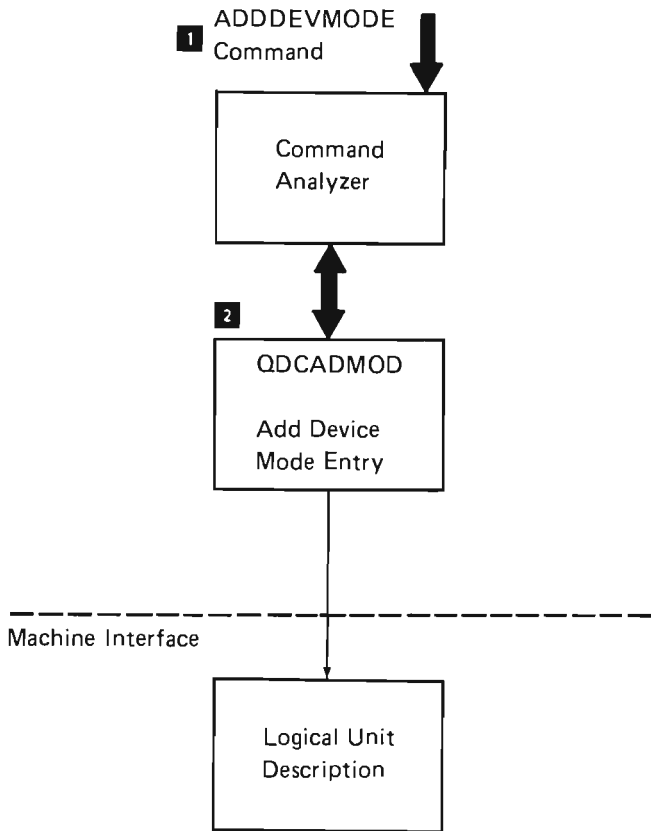 1 ADDDEVMODE
Command
Command
Analyzer
2
QDCADMOD
Add Device
Mode Entry
Machine Interface
Logical Unit
Description